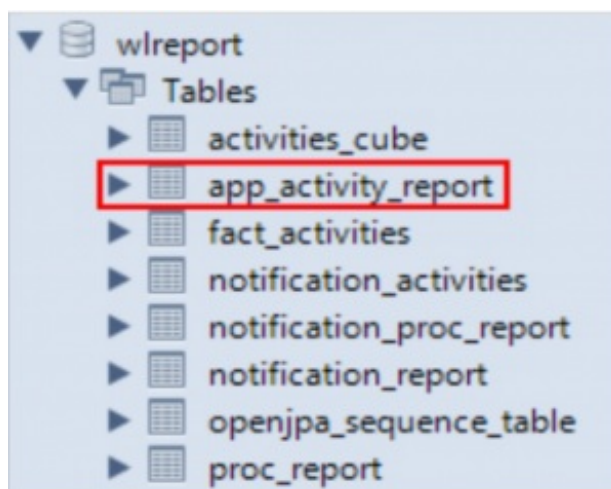 wlreport
Tables
activities_cube
app_activity_report
fact_activities
notification_activities
notification_proc_report
notification_report
openjpa_sequence_table
proc_report